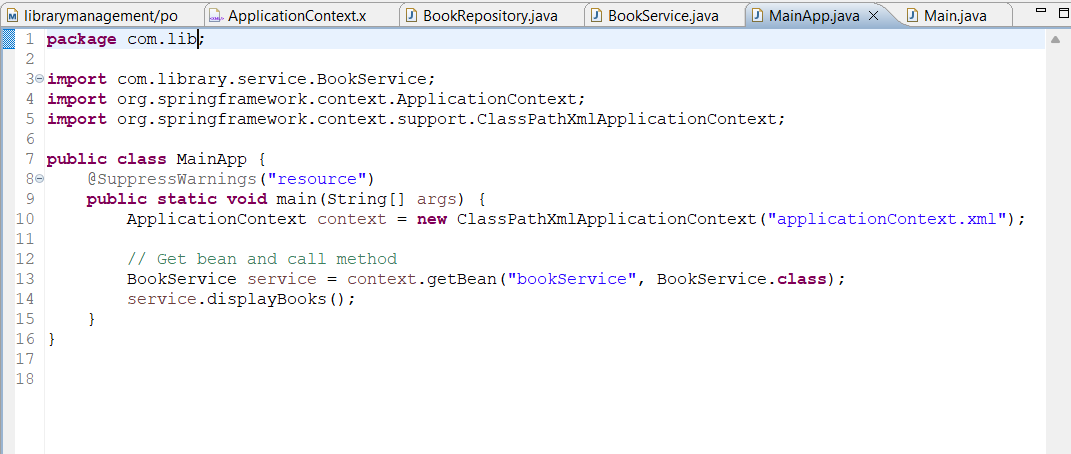 librarymanagement/po ApplicationContext.x BookRepository.java BookService.java MainApp.java Main.java
1 package com.lib;
2
3 import com.library.service.BookService;
4 import org.springframework.context.ApplicationContext;
5 import org.springframework.context.support.ClassPathXmlApplicationContext;
6
7 public class MainApp {
8 @SuppressWarnings("resource")
9 public static void main(String[] args) {
10 ApplicationContext context = new ClassPathXmlApplicationContext("applicationContext.xml");
11
12 // Get bean and call method
13 BookService service = context.getBean("bookService", BookService.class);
14 service.displayBooks();
15 }
16 }
17
18